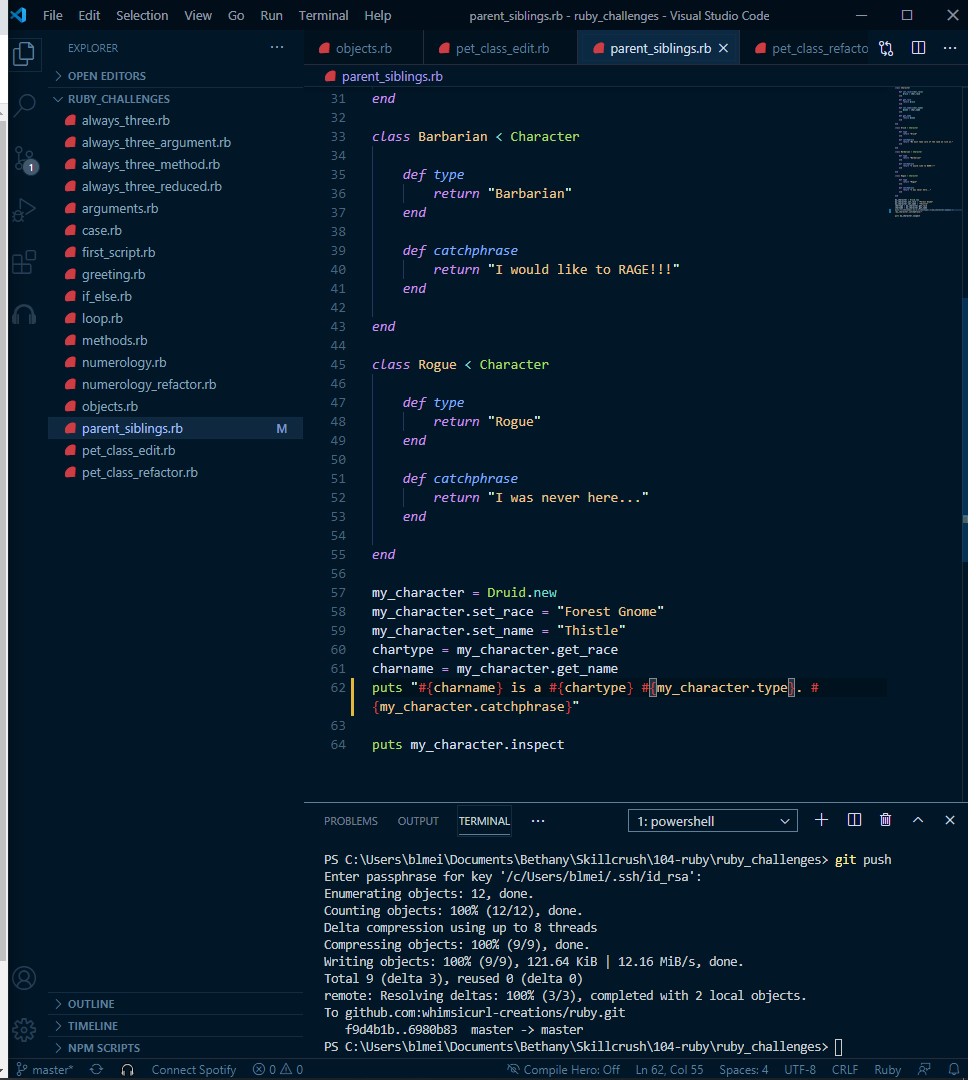 File Edit Selection View Go Run Terminal Help parent_siblings.rb - ruby_challenges - Visual Studio Code
EXPLORER
OPEN EDITORS
RUBY_CHALLENGES
always_three.rb
always_three_argument.rb
always_three_method.rb
always_three_reduced.rb
arguments.rb
case.rb
first_script.rb
greeting.rb
if_else.rb
loop.rb
methods.rb
numerology.rb
numerology_refactor.rb
objects.rb
parent_siblings.rb M
pet_class_edit.rb
pet_class_refactor.rb
1
OUTLINE
TIMELINE
NPM SCRIPTS
objects.rb pet_class_edit.rb parent_siblings.rb pet_class_refacto
parent_siblings.rb
31 end
32
33 class Barbarian < Character
34
35 def type
36 return "Barbarian"
37 end
38
39 def catchphrase
40 return "I would like to RAGE!!!"
41 end
42
43 end
44
45 class Rogue < Character
46
47 def type
48 return "Rogue"
49 end
50
51 def catchphrase
52 return "I was never here..."
53 end
54
55 end
56
57 my_character = Druid.new
58 my_character.set_race = "Forest Gnome"
59 my_character.set_name = "Thistle"
60 chartype = my_character.get_race
61 charname = my_character.get_name
62 puts "#{charname} is a #{chartype} #{my_character.type}. #
{my_character.catchphrase}"
63
64 puts my_character.inspect
PROBLEMS OUTPUT TERMINAL ... 1: powershell
PS C:\Users\blmei\Documents\Bethany\Skillcrush\104-ruby\ruby_challenges> git push
Enter passphrase for key '/c/Users/blmei/.ssh/id_rsa':
Enumerating objects: 12, done.
Counting objects: 100% (12/12), done.
Delta compression using up to 8 threads
Compressing objects: 100% (9/9), done.
Writing objects: 100% (9/9), 121.64 KiB | 12.16 MiB/s, done.
Total 9 (delta 3), reused 0 (delta 0)
remote: Resolving deltas: 100% (3/3), completed with 2 local objects.
To github.com:whimsicurl-creations/ruby.git
f9d4b1b..6980b83 master -> master
PS C:\Users\blmei\Documents\Bethany\Skillcrush\104-ruby\ruby_challenges>
master* Connect Spotify 0 0 Compile Hero: Off Ln 62, Col 55 Spaces: 4 UTF-8 CRLF Ruby